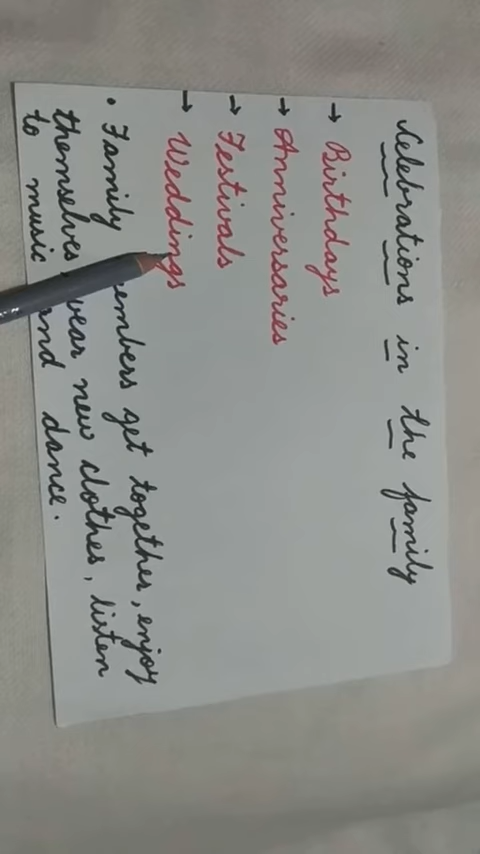 Celebrations in the family
→ Birthdays
→ Anniversaries
→ Festivals
→ Weddings
• Family members get together, enjoy
themselves, wear new clothes, listen
to music and dance.